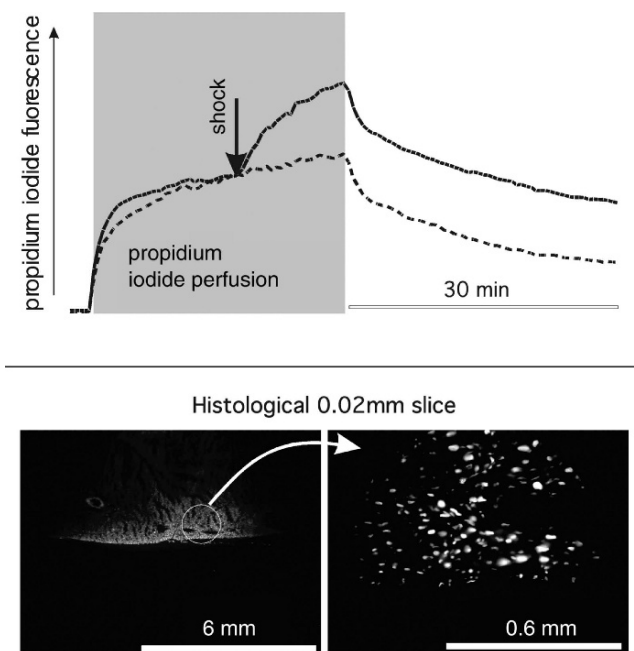 propidium iodide fuorescence
shock
propidium
iodide perfusion
30 min
Histological 0.02mm slice
6 mm
0.6 mm